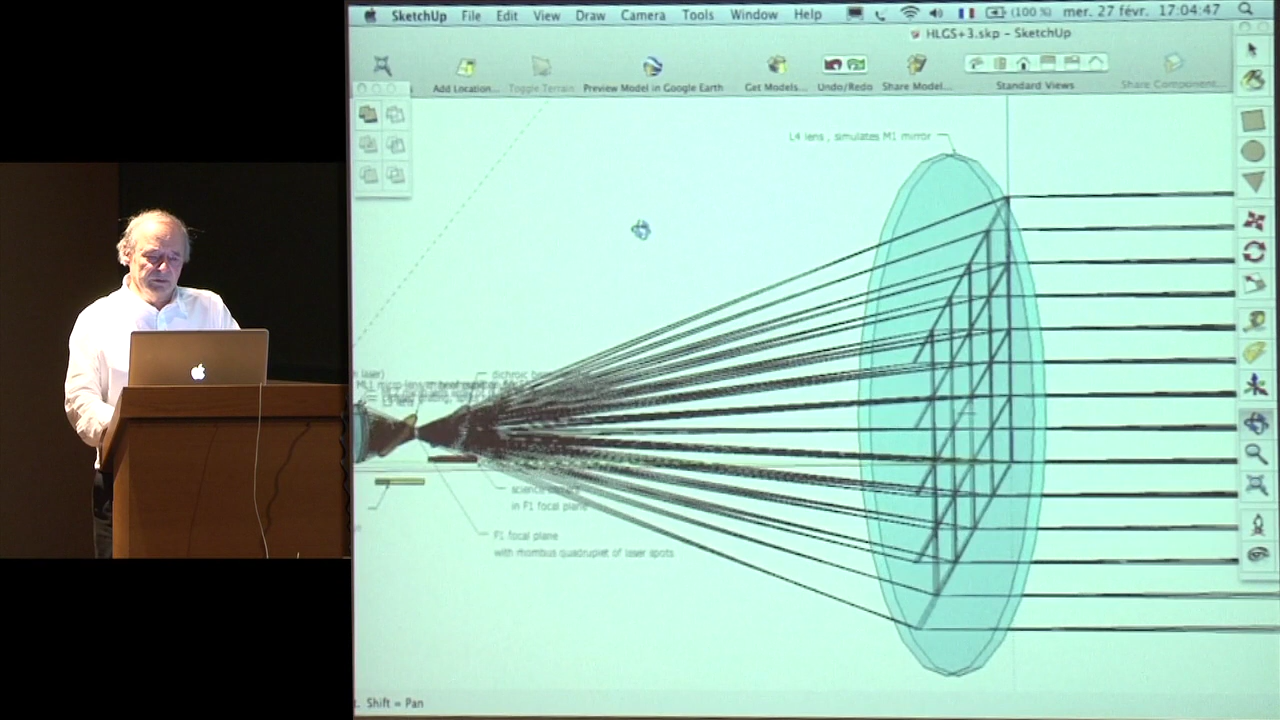 SketchUp File Edit View Draw Camera Tools Window Help (100 %) mer. 27 févr. 17:04:47
HLGS+3.skp - SketchUp
Add Location... Toggle Terrain Preview Model in Google Earth Get Models... Undo/Redo Share Model... Standard Views Share Component...
L4 lens , simulates M1 mirror
laser)
dichroic
science
in F1 focal plane
F1 focal plane
with rhombus quadruplet of laser spots
Shift = Pan